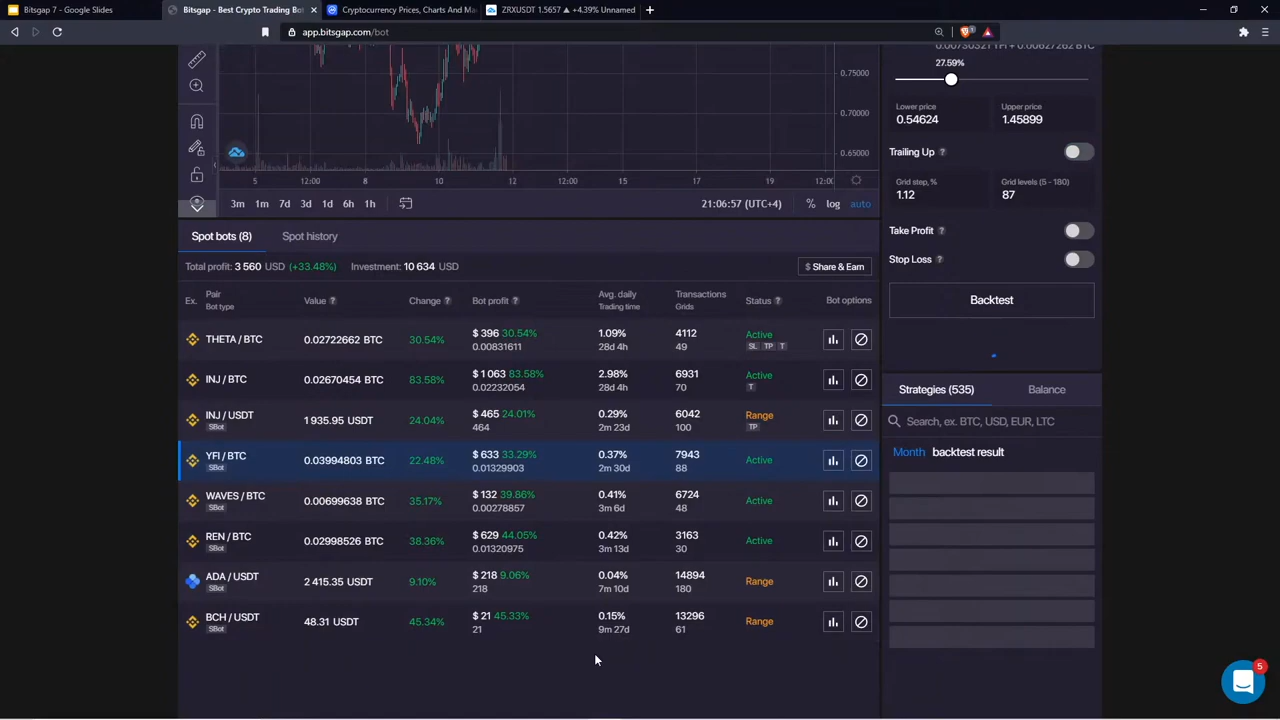 Bitsgap 7 - Google Slides
Bitsgap - Best Crypto Trading Bot
Cryptocurrency Prices, Charts And Ma
ZRXUSDT 1.5657 ▲ +4.39% Unnamed
app.bitsgap.com/bot
1
27.59%
0.75000
0.70000
0.65000
5
12:00
8
10
12
12:00
15
17
19
12:0
3m
1m
7d
3d
1d
6h
1h
21:06:57 (UTC+4)
%
log
auto
Lower price
0.54624
Upper price
1.45899
Trailing Up ?
Grid step, %
1.12
Grid levels (5 - 180)
87
Take Profit ?
Stop Loss ?
Backtest
Spot bots (8)
Spot history
Total profit: 3 560 USD (+33.48%)
Investment: 10 634 USD
$ Share & Earn
Ex.
Pair
Bot type
Value ?
Change ?
Bot profit ?
Avg. daily
Trading time
Transactions
Grids
Status ?
Bot options
THETA / BTC
0.02722662 BTC
30.54%
$ 396 30.54%
0.00831611
1.09%
28d 4h
4112
49
Active
SL TP T
INJ / BTC
0.02670454 BTC
83.58%
$ 1 063 83.58%
0.02232054
2.98%
28d 4h
6931
70
Active
T
INJ / USDT
SBot
1 935.95 USDT
24.04%
$ 465 24.01%
464
0.29%
2m 23d
6042
100
Range
TP
YFI / BTC
SBot
0.03994803 BTC
22.48%
$ 633 33.29%
0.01329903
0.37%
2m 30d
7943
88
Active
WAVES / BTC
SBot
0.00699638 BTC
35.17%
$ 132 39.86%
0.00278857
0.41%
3m 6d
6724
48
Active
REN / BTC
SBot
0.02998526 BTC
38.36%
$ 629 44.05%
0.01320975
0.42%
3m 13d
3163
30
Active
ADA / USDT
SBot
2 415.35 USDT
9.10%
$ 218 9.06%
218
0.04%
7m 10d
14894
180
Range
BCH / USDT
SBot
48.31 USDT
45.34%
$ 21 45.33%
21
0.15%
9m 27d
13296
61
Range
Strategies (535)
Balance
Search, ex. BTC, USD, EUR, LTC
Month backtest result
5